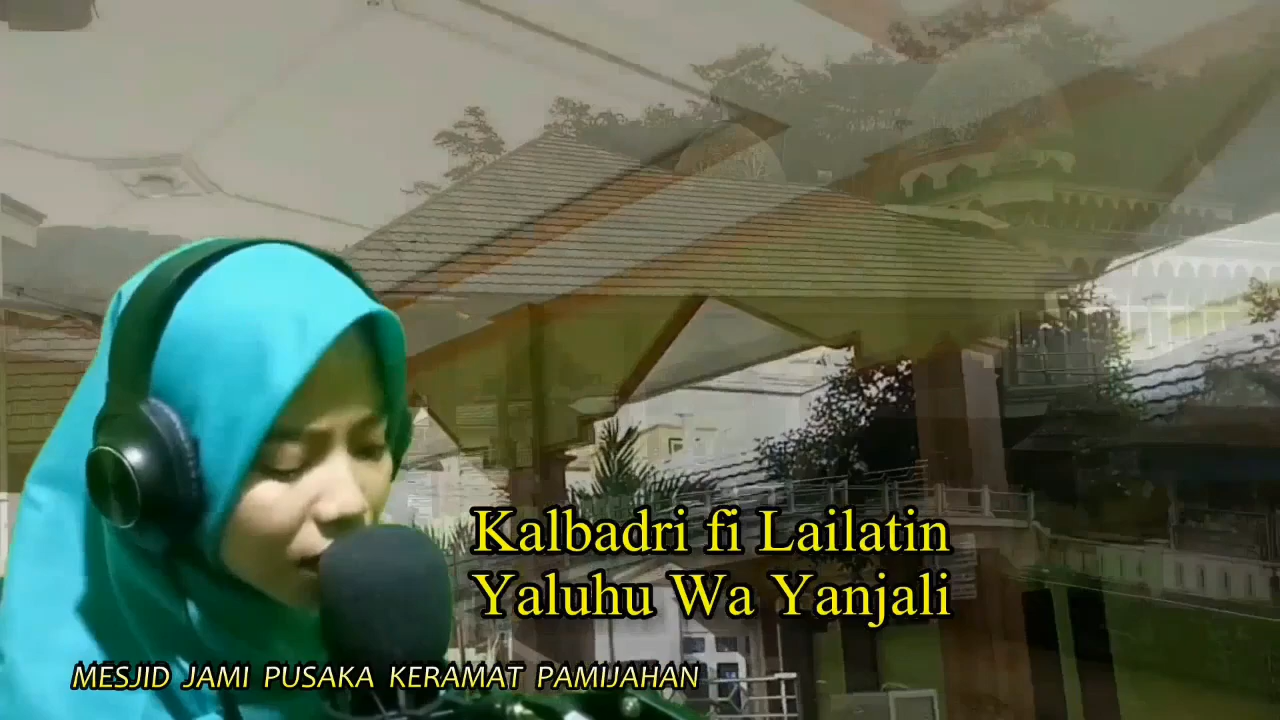 Kalbadri fi Lailatin
Yaluhu Wa Yanjali
MESJID JAMI PUSAKA KERAMAT PAMIJAHAN